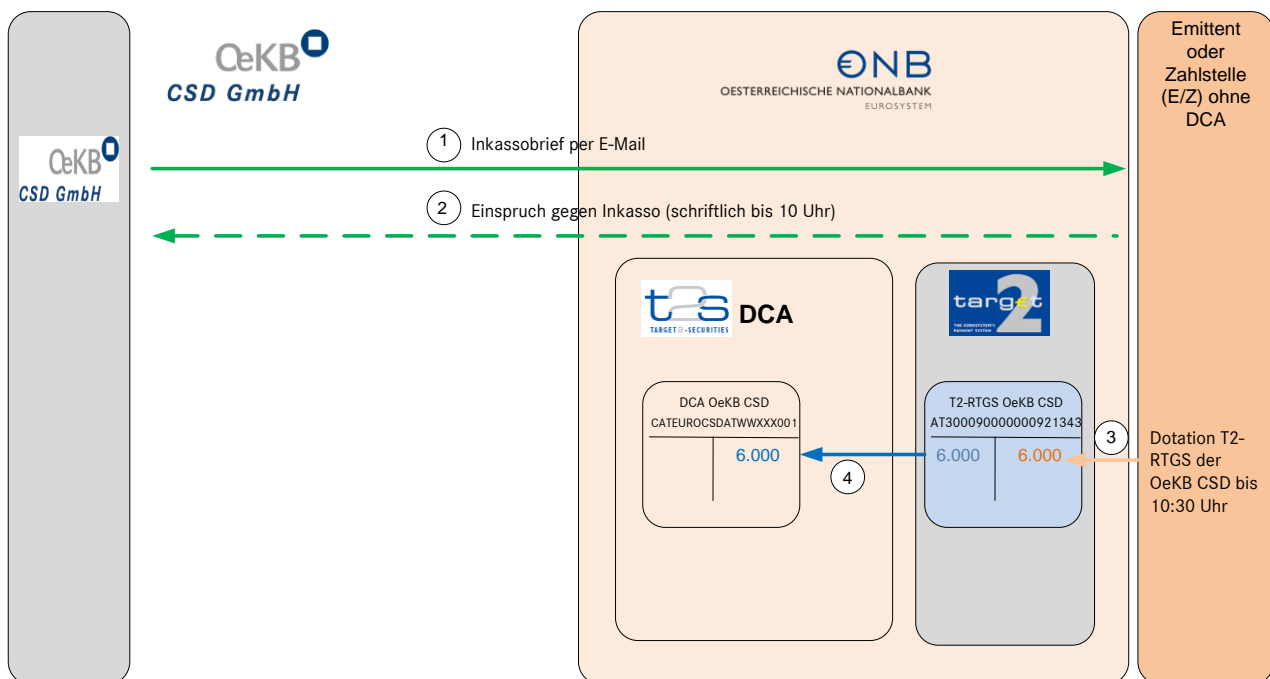 OeKB
CSD GmbH
OeKB
CSD GmbH
ONB
OESTERREICHISCHE NATIONALBANK
EUROSYSTEM
Emittent
oder
Zahlstelle
(E/Z) ohne
DCA
1 Inkassobrief per E-Mail
2 Einspruch gegen Inkasso (schriftlich bis 10 Uhr)
t2s DCA
TARGET2-SECURITIES
target
2
THE EUROSYSTEM'S
PAYMENT SYSTEM
DCA OeKB CSD
CATEUROCSDATWWXXX001
6.000
T2-RTGS OeKB CSD
AT300090000000921343
6.000 6.000
3
4
Dotation T2-
RTGS der
OeKB CSD bis
10:30 Uhr